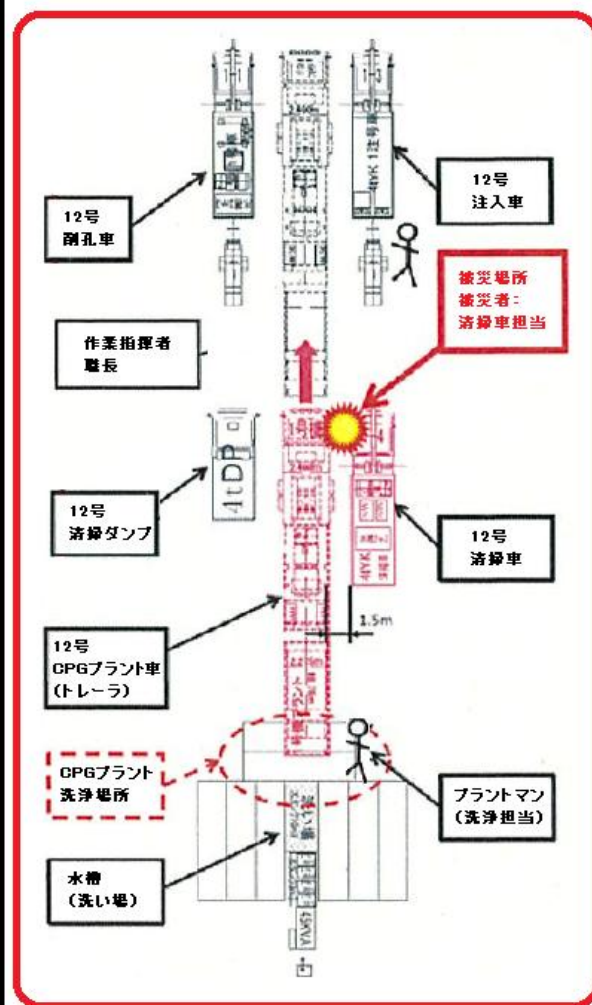 12号
削孔車
12号
注入車
被災場所
被災者:
清掃車担当
作業指揮者
職長
4tDP
12号
清掃ダンプ
12号
清掃車
1.5m
12号
CPGプラント車
(トレーラ)
CPGプラント
洗浄場所
プラントマン
(洗浄担当)
水槽
(洗い場)
洗い場
45KVA